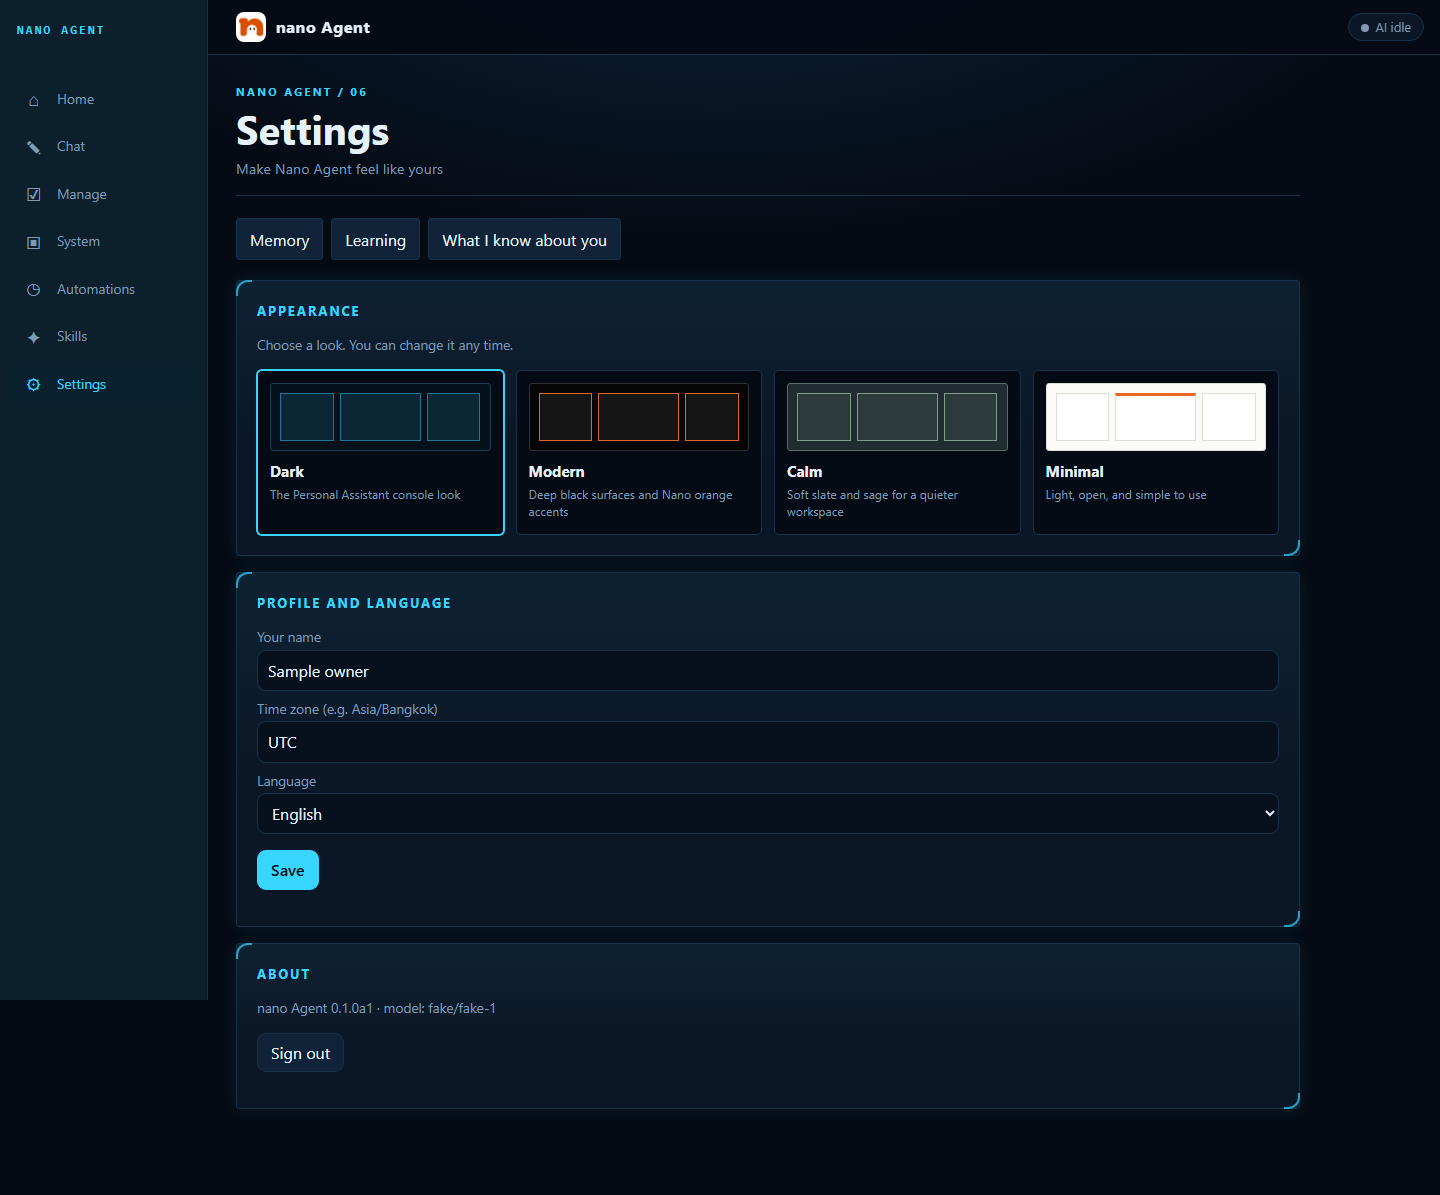 NANO AGENT
nano Agent
AI idle
Home
Chat
Manage
System
Automations
Skills
Settings
NANO AGENT / 06
Settings
Make Nano Agent feel like yours
Memory
Learning
What I know about you
APPEARANCE
Choose a look. You can change it any time.
Dark
The Personal Assistant console look
Modern
Deep black surfaces and Nano orange
accents
Calm
Soft slate and sage for a quieter
workspace
Minimal
Light, open, and simple to use
PROFILE AND LANGUAGE
Your name
Sample owner
Time zone (e.g. Asia/Bangkok)
UTC
Language
English
Save
ABOUT
nano Agent 0.1.0a1 · model: fake/fake-1
Sign out